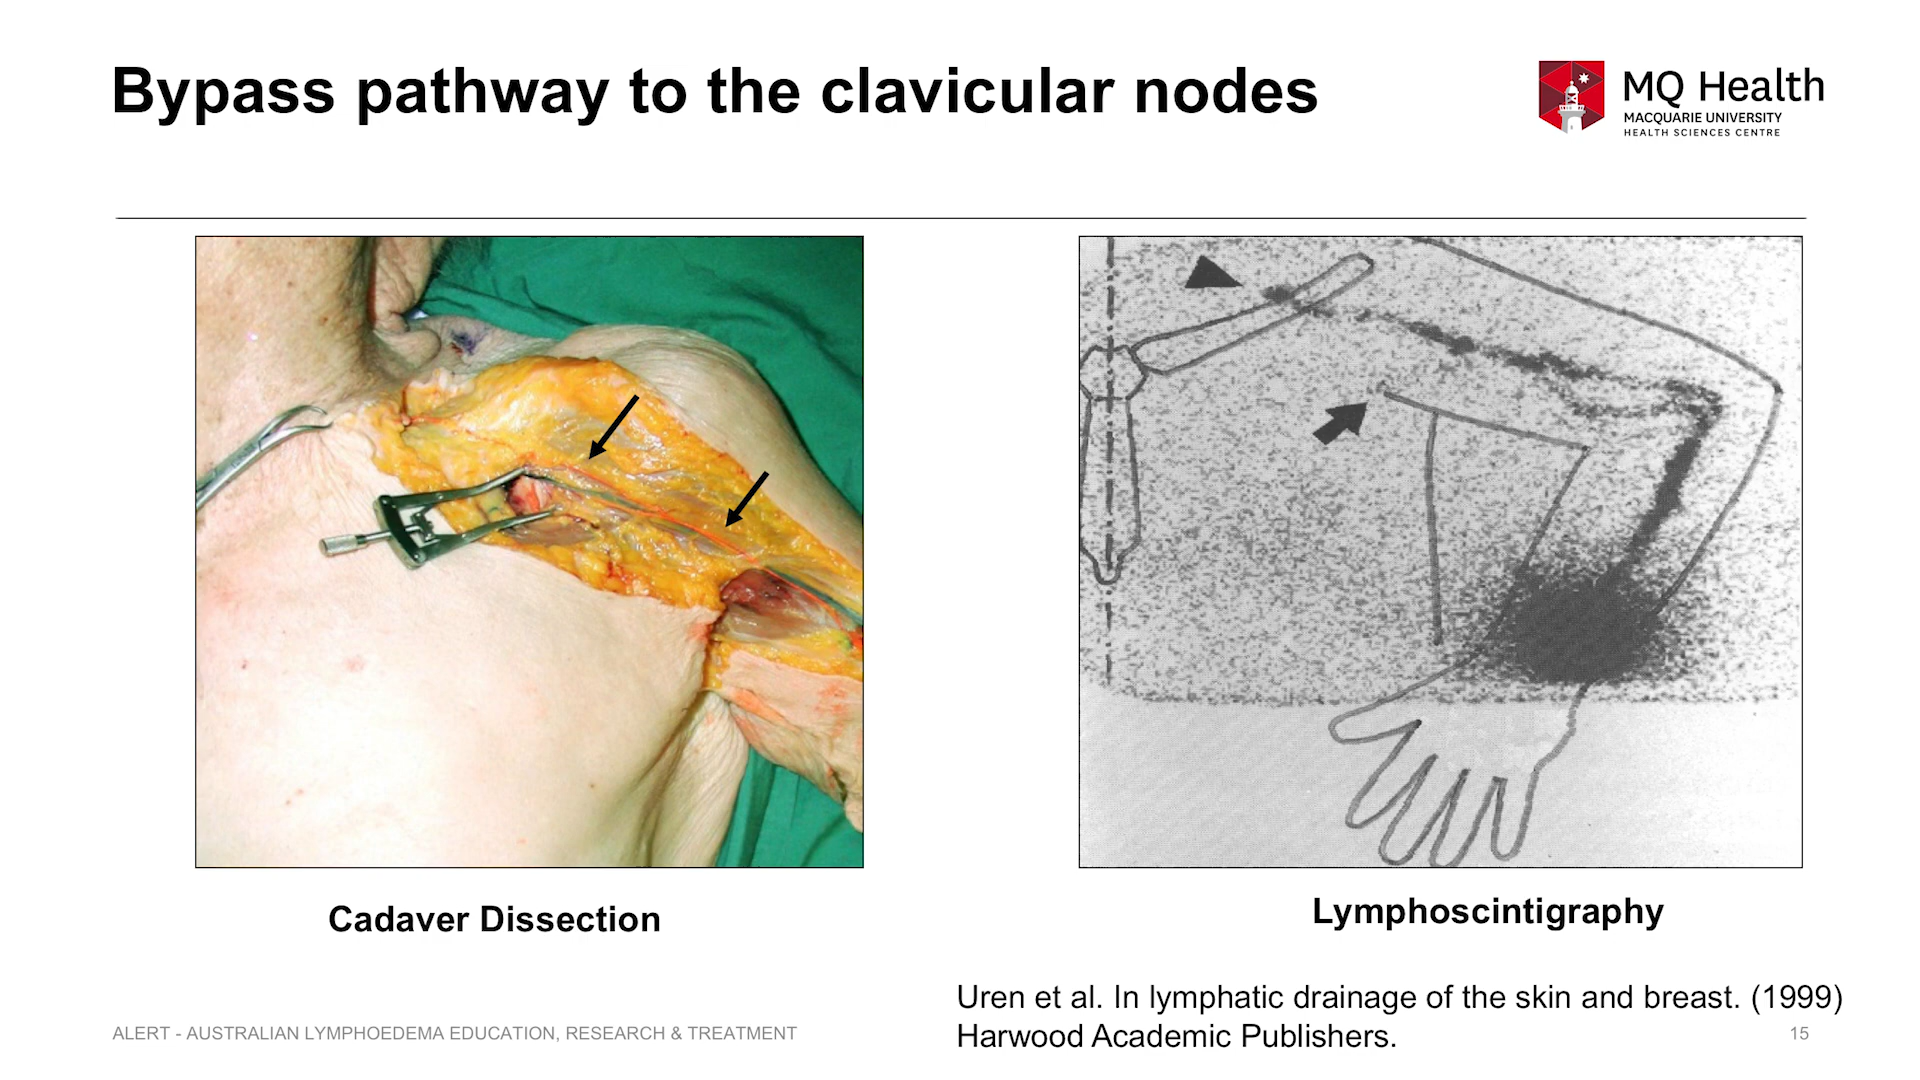 Bypass pathway to the clavicular nodes
MQ Health
MACQUARIE UNIVERSITY
HEALTH SCIENCES CENTRE
Cadaver Dissection
Lymphoscintigraphy
Uren et al. In lymphatic drainage of the skin and breast. (1999)
Harwood Academic Publishers.
ALERT - AUSTRALIAN LYMPHOEDEMA EDUCATION, RESEARCH & TREATMENT
15